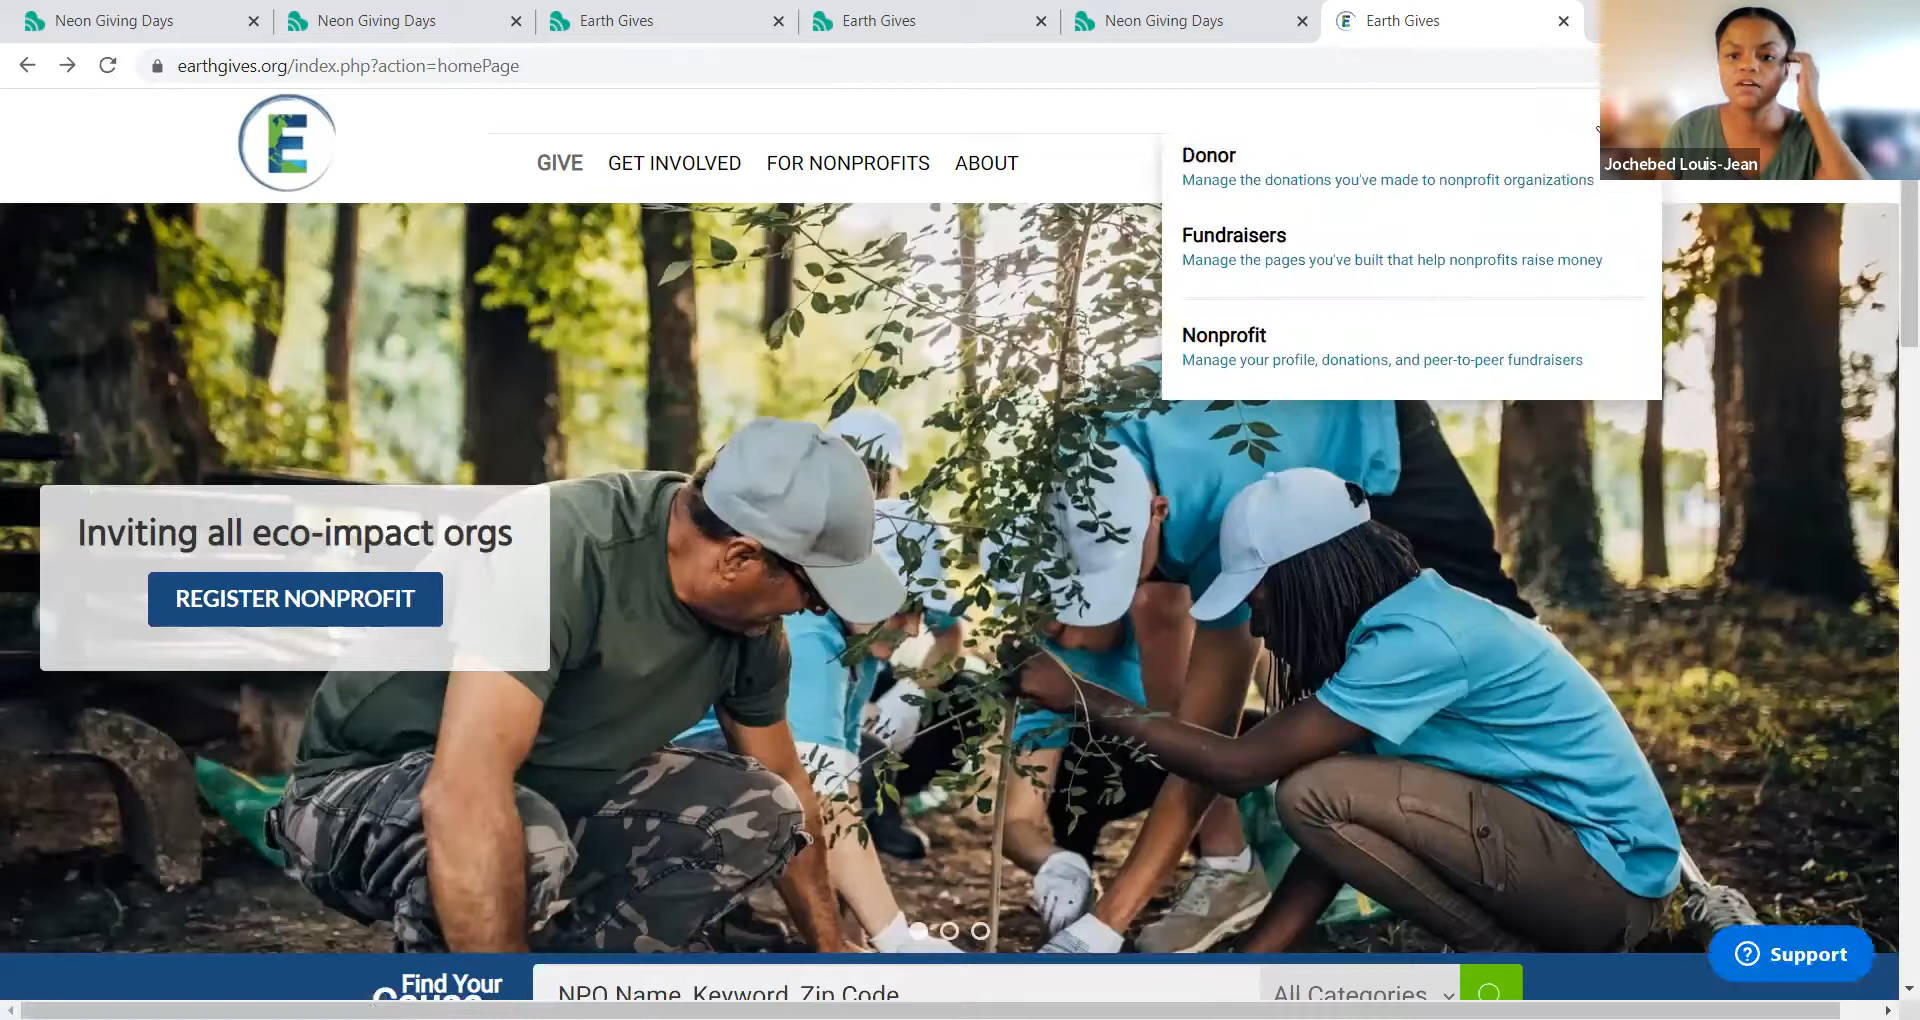 Neon Giving Days
Neon Giving Days
Earth Gives
Earth Gives
Neon Giving Days
E
Earth Gives
earthgives.org/index.php?action=homePage
Jochebed Louis-Jean
E
GIVE
GET INVOLVED
FOR NONPROFITS
ABOUT
Donor
Manage the donations you've made to nonprofit organizations
Fundraisers
Manage the pages you've built that help nonprofits raise money
Nonprofit
Manage your profile, donations, and peer-to-peer fundraisers
Inviting all eco-impact orgs
REGISTER NONPROFIT
? Support
Find Your
Cause
NPO Name, Keyword, Zip Code
All Categories